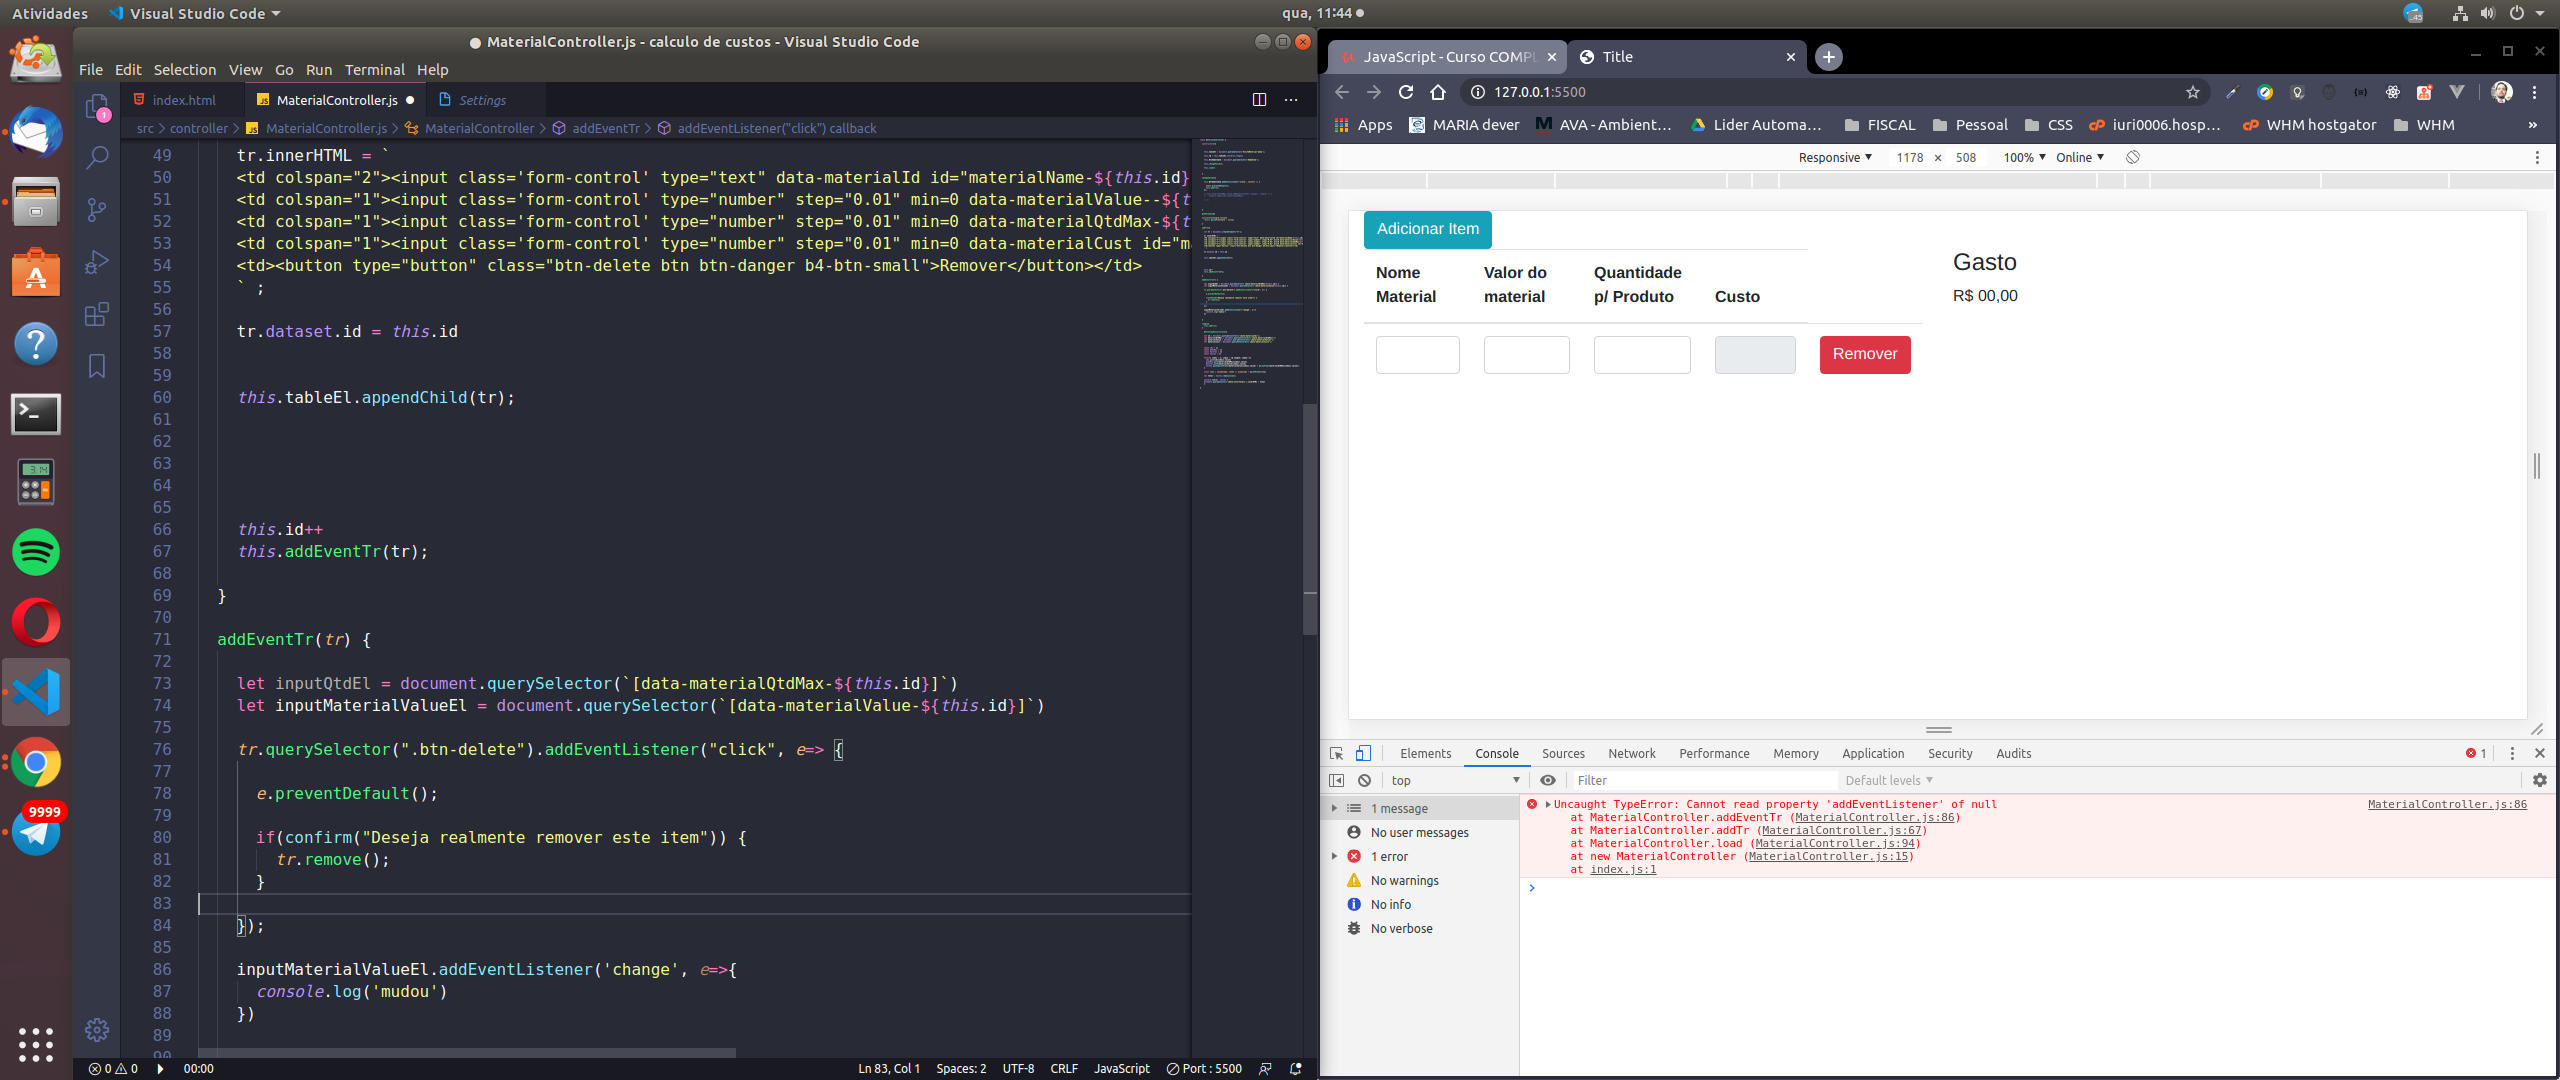 Atividades
Visual Studio Code
qua, 11:44
45
MaterialController.js - calculo de custos - Visual Studio Code
File Edit Selection View Go Run Terminal Help
index.html
MaterialController.js
Settings
src > controller > MaterialController.js > MaterialController > addEventTr > addEventListener("click") callback
49 tr.innerHTML = `
50 <td colspan="2"><input class='form-control' type="text" data-materialId id="materialName-${this.id}
51 <td colspan="1"><input class='form-control' type="number" step="0.01" min=0 data-materialValue--${t
52 <td colspan="1"><input class='form-control' type="number" step="0.01" min=0 data-materialQtdMax-${t
53 <td colspan="1"><input class='form-control' type="number" step="0.01" min=0 data-materialCust id="m
54 <td><button type="button" class="btn-delete btn btn-danger b4-btn-small">Remover</button></td>
55 ` ;
56
57 tr.dataset.id = this.id
58
59
60 this.tableEl.appendChild(tr);
61
62
63
64
65
66 this.id++
67 this.addEventTr(tr);
68
69 }
70
71 addEventTr(tr) {
72
73 let inputQtdEl = document.querySelector(`[data-materialQtdMax-${this.id}]`)
74 let inputMaterialValueEl = document.querySelector(`[data-materialValue-${this.id}]`)
75
76 tr.querySelector(".btn-delete").addEventListener("click", e=> {
77
78 e.preventDefault();
79
80 if(confirm("Deseja realmente remover este item")) {
81 tr.remove();
82 }
83
84 });
85
86 inputMaterialValueEl.addEventListener('change', e=>{
87 console.log('mudou')
88 })
89
90
1
9999
3.14
0 0 00:00
Ln 83, Col 1 Spaces: 2 UTF-8 CRLF JavaScript Port : 5500
JavaScript - Curso COMPL
Title
127.0.0.1:5500
Apps MARIA dever AVA - Ambient... Lider Automa... FISCAL Pessoal CSS iuri0006.hosp... WHM hostgator WHM »
Responsive 1178 × 508 100% Online
Adicionar Item
Nome Material
Valor do material
Quantidade p/ Produto
Custo
Remover
Gasto
R$ 00,00
Elements Console Sources Network Performance Memory Application Security Audits
1
top
Filter
Default levels
1 message
No user messages
1 error
No warnings
No info
No verbose
Uncaught TypeError: Cannot read property 'addEventListener' of null MaterialController.js:86
at MaterialController.addEventTr (MaterialController.js:86)
at MaterialController.addTr (MaterialController.js:67)
at MaterialController.load (MaterialController.js:94)
at new MaterialController (MaterialController.js:15)
at index.js:1